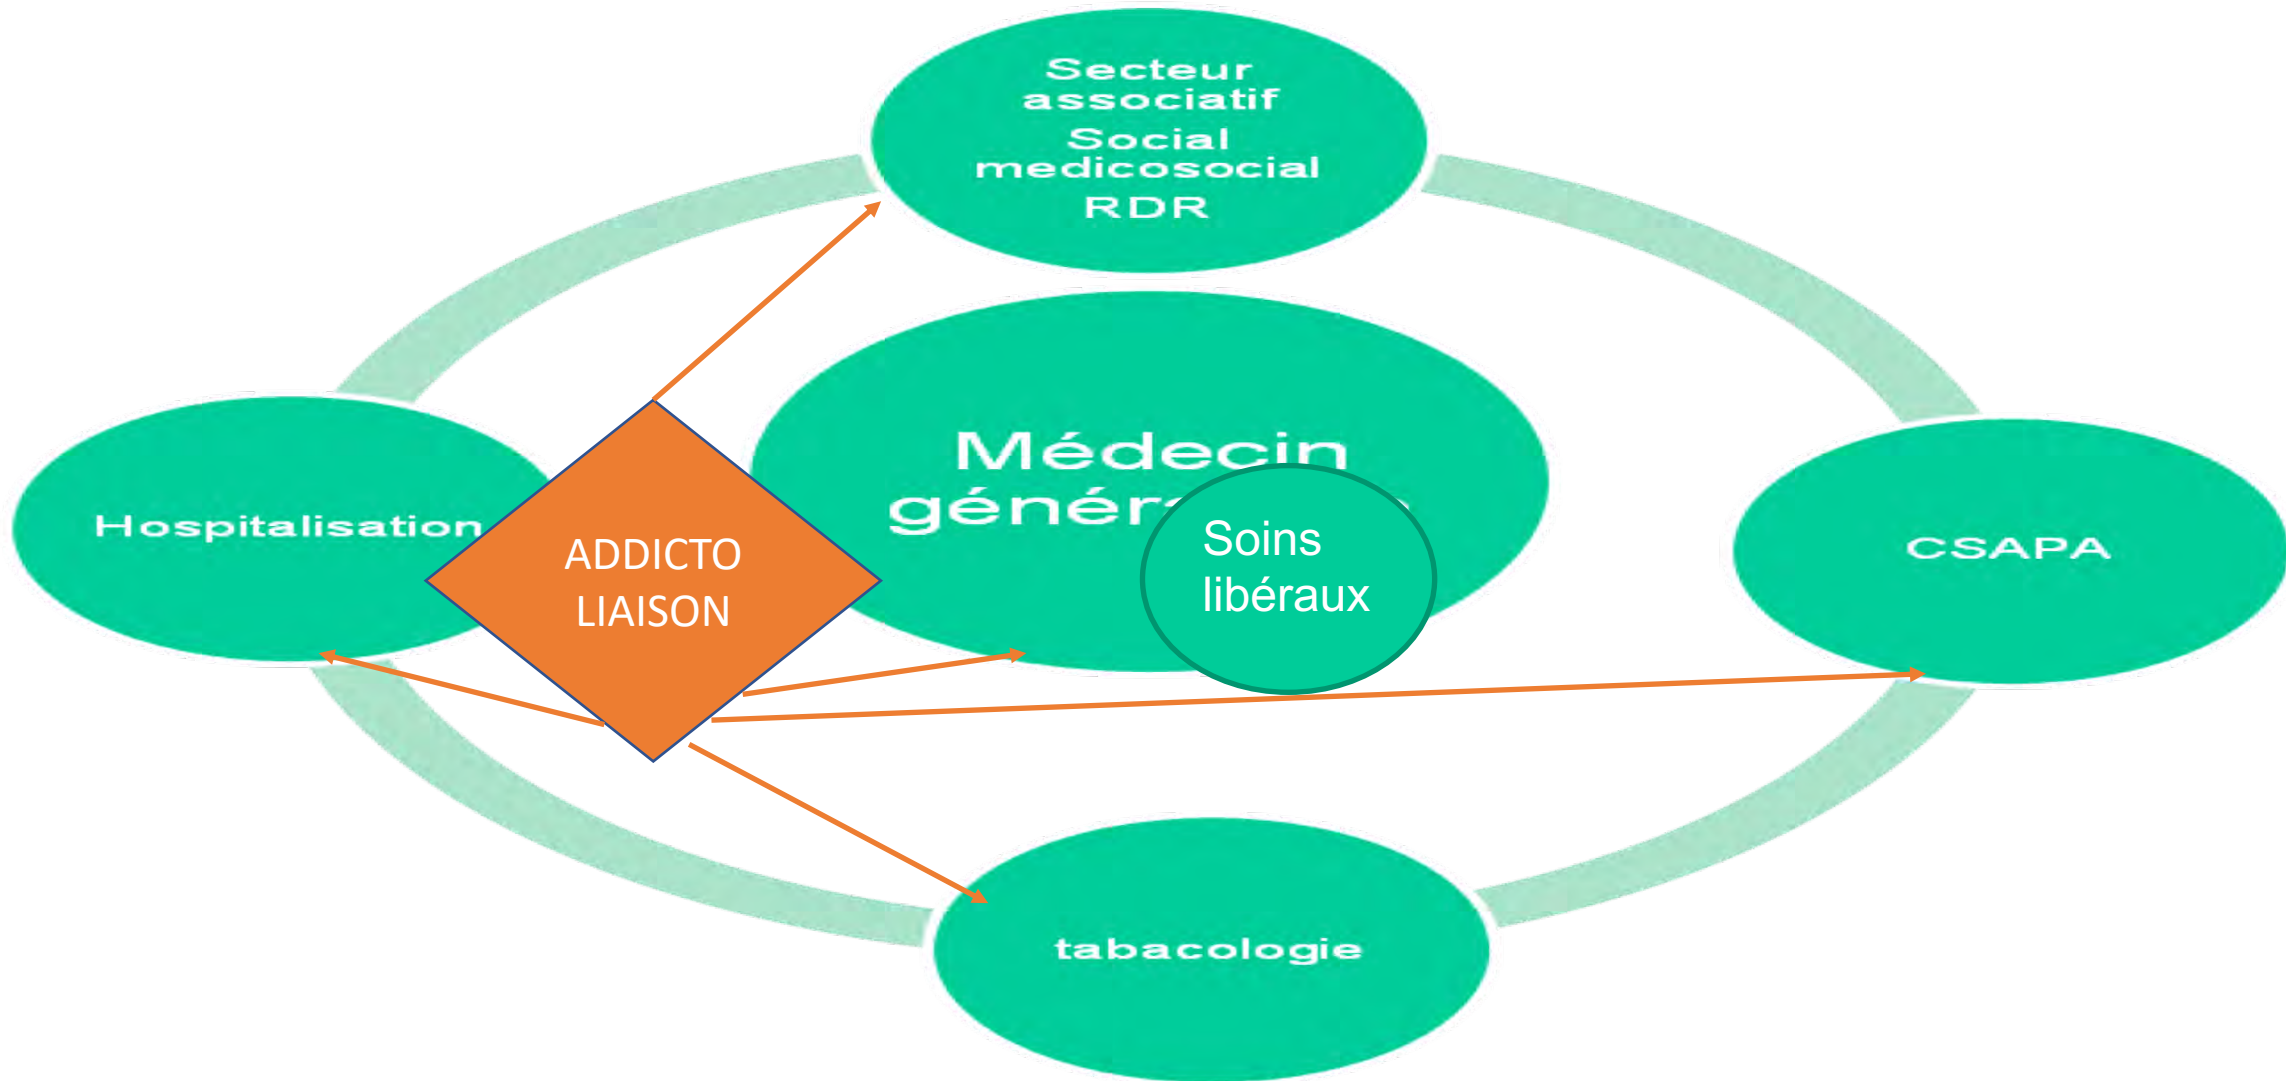 Secteur
associatif
Social
medicosocial
RDR
Médecin
Soins
libéraux
Hospitalisation
ADDICTO
LIAISON
CSAPA
tabacologie